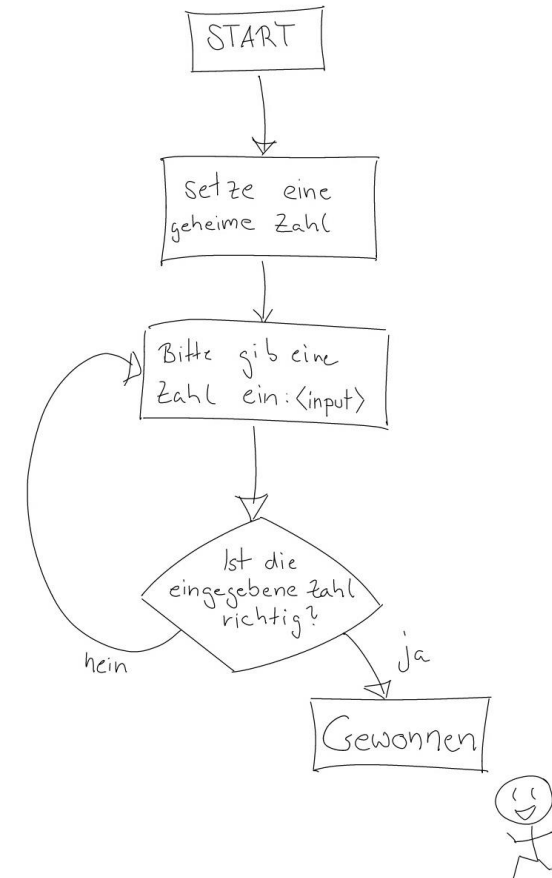 START
setze eine
geheime Zahl
Bitte gib eine
Zahl ein: <input>
Ist die
eingegebene Zahl
richtig?
nein
ja
Gewonnen